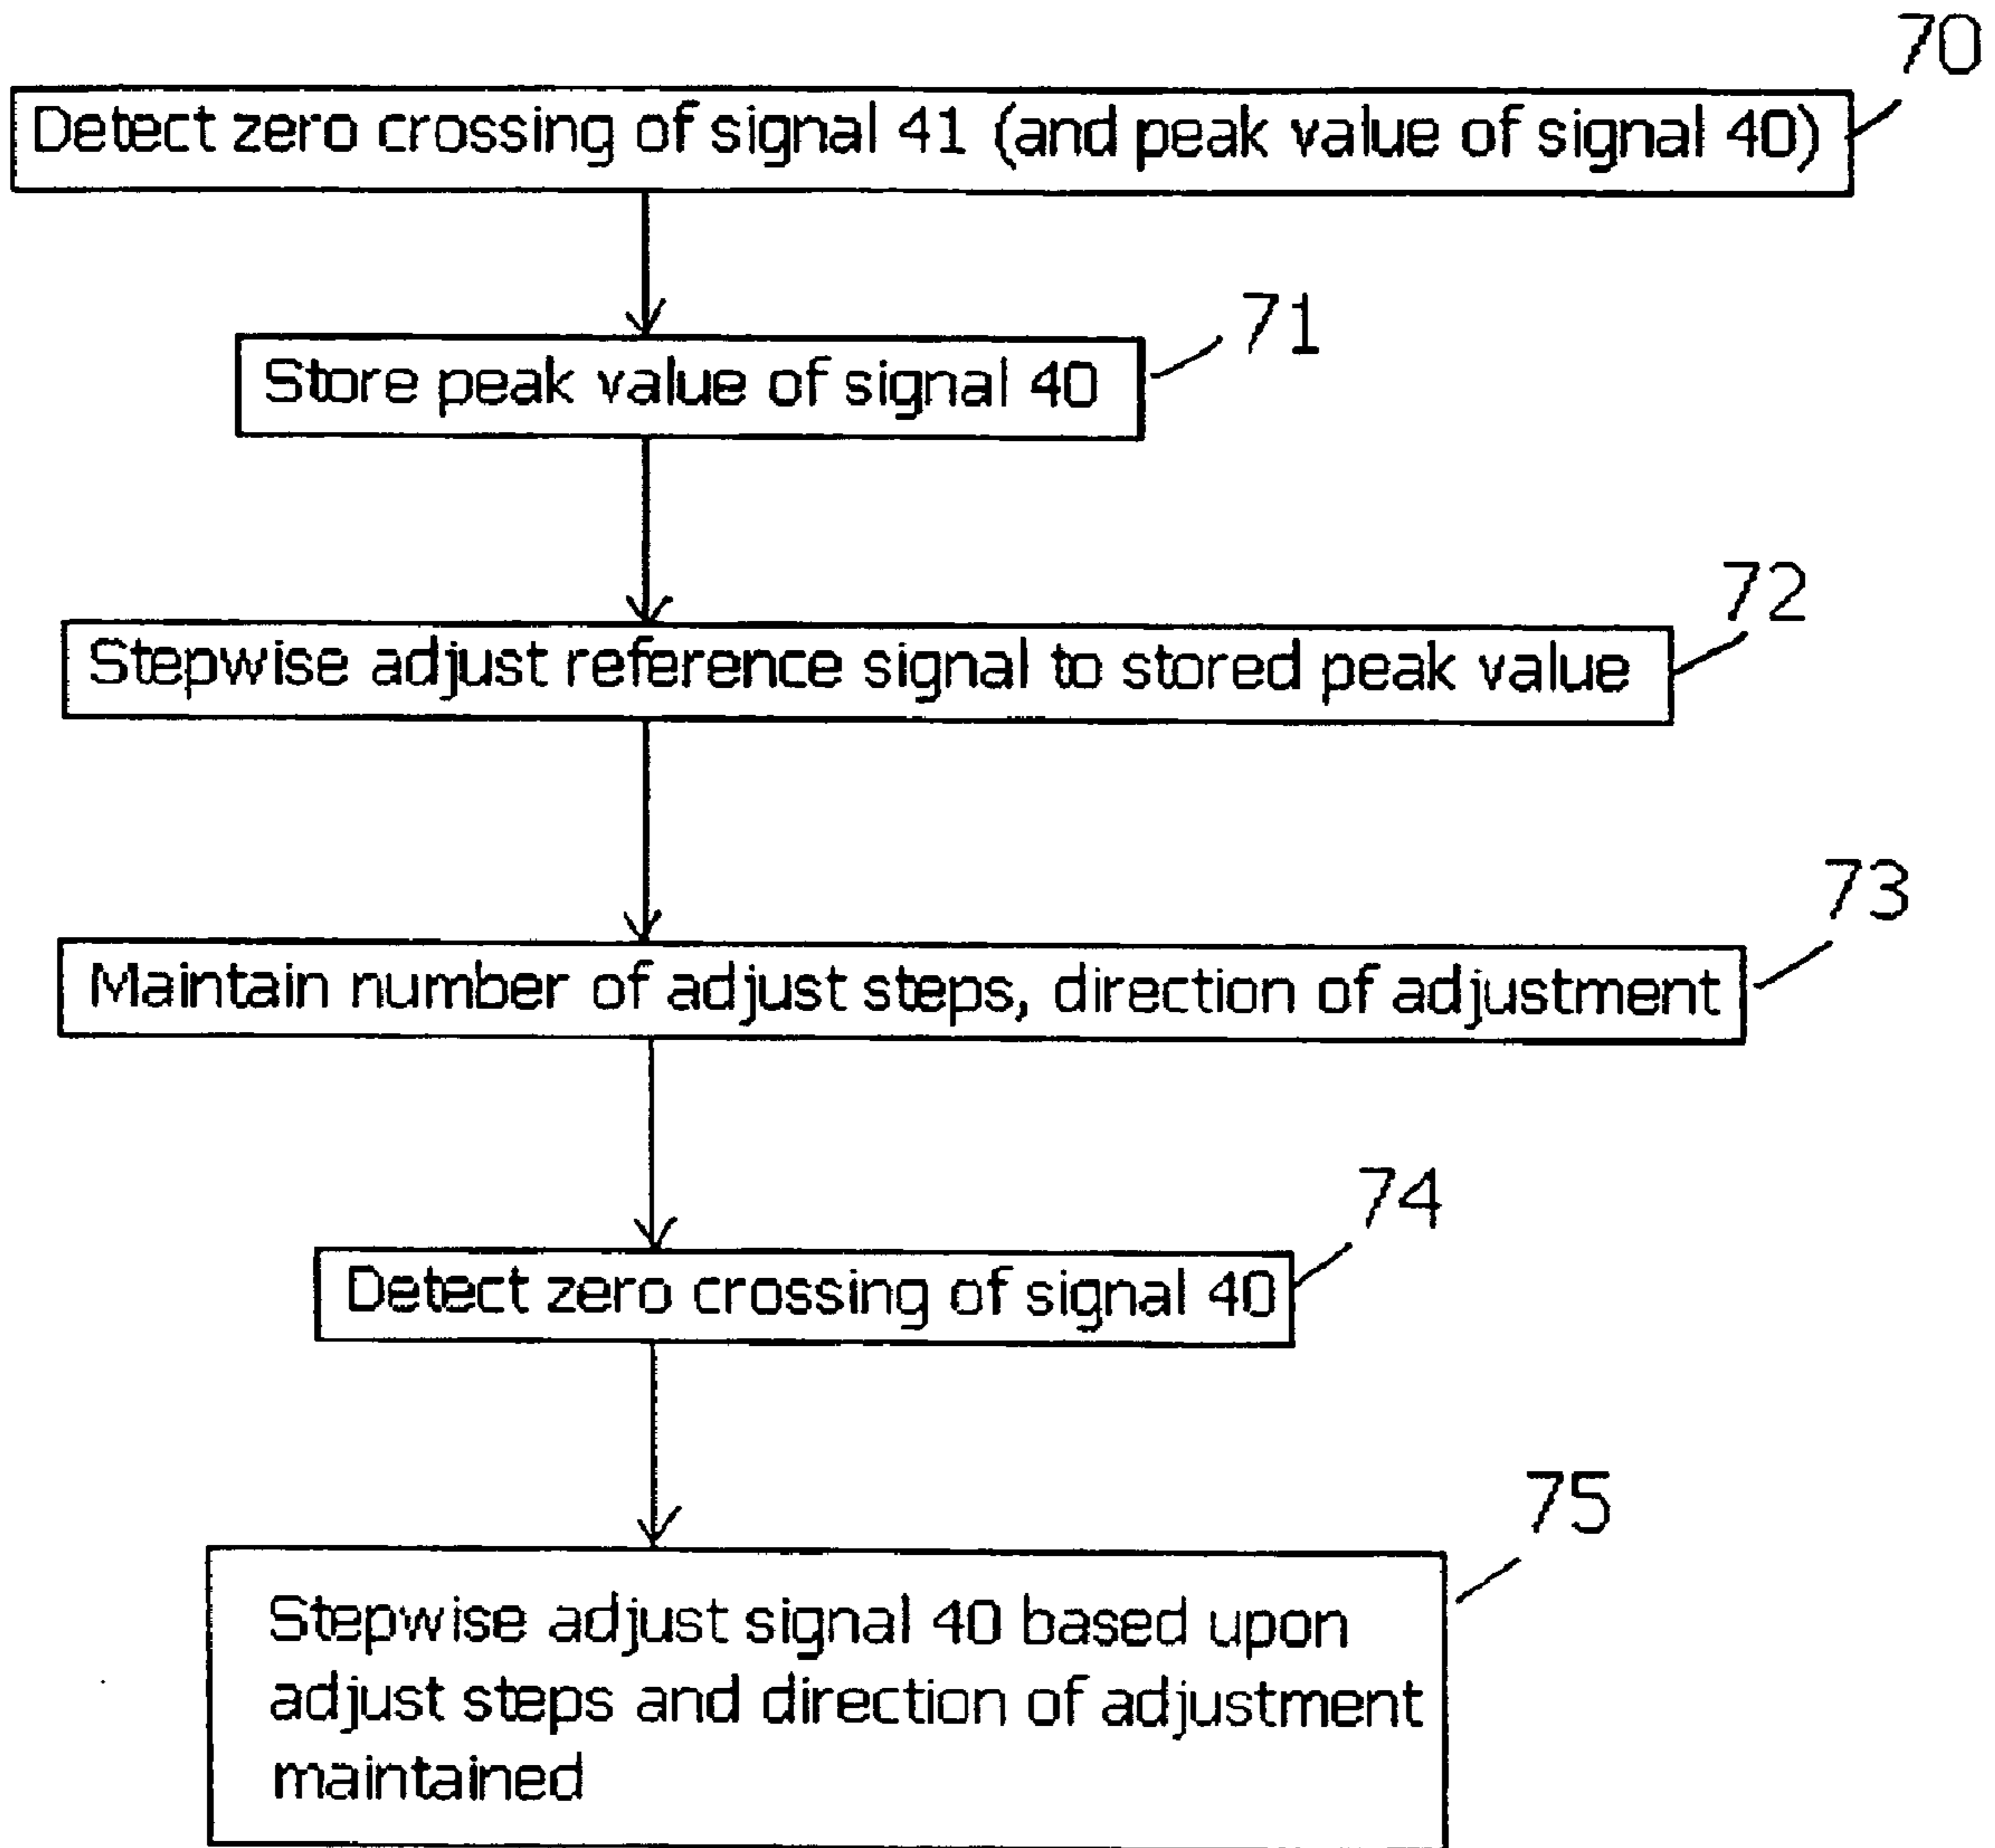 70
Detect zero crossing of signal 41 (and peak value of signal 40)
71
Store peak value of signal 40
72
Stepwise adjust reference signal to stored peak value
73
Maintain number of adjust steps, direction of adjustment
74
Detect zero crossing of signal 40
75
Stepwise adjust signal 40 based upon
adjust steps and direction of adjustment
maintained